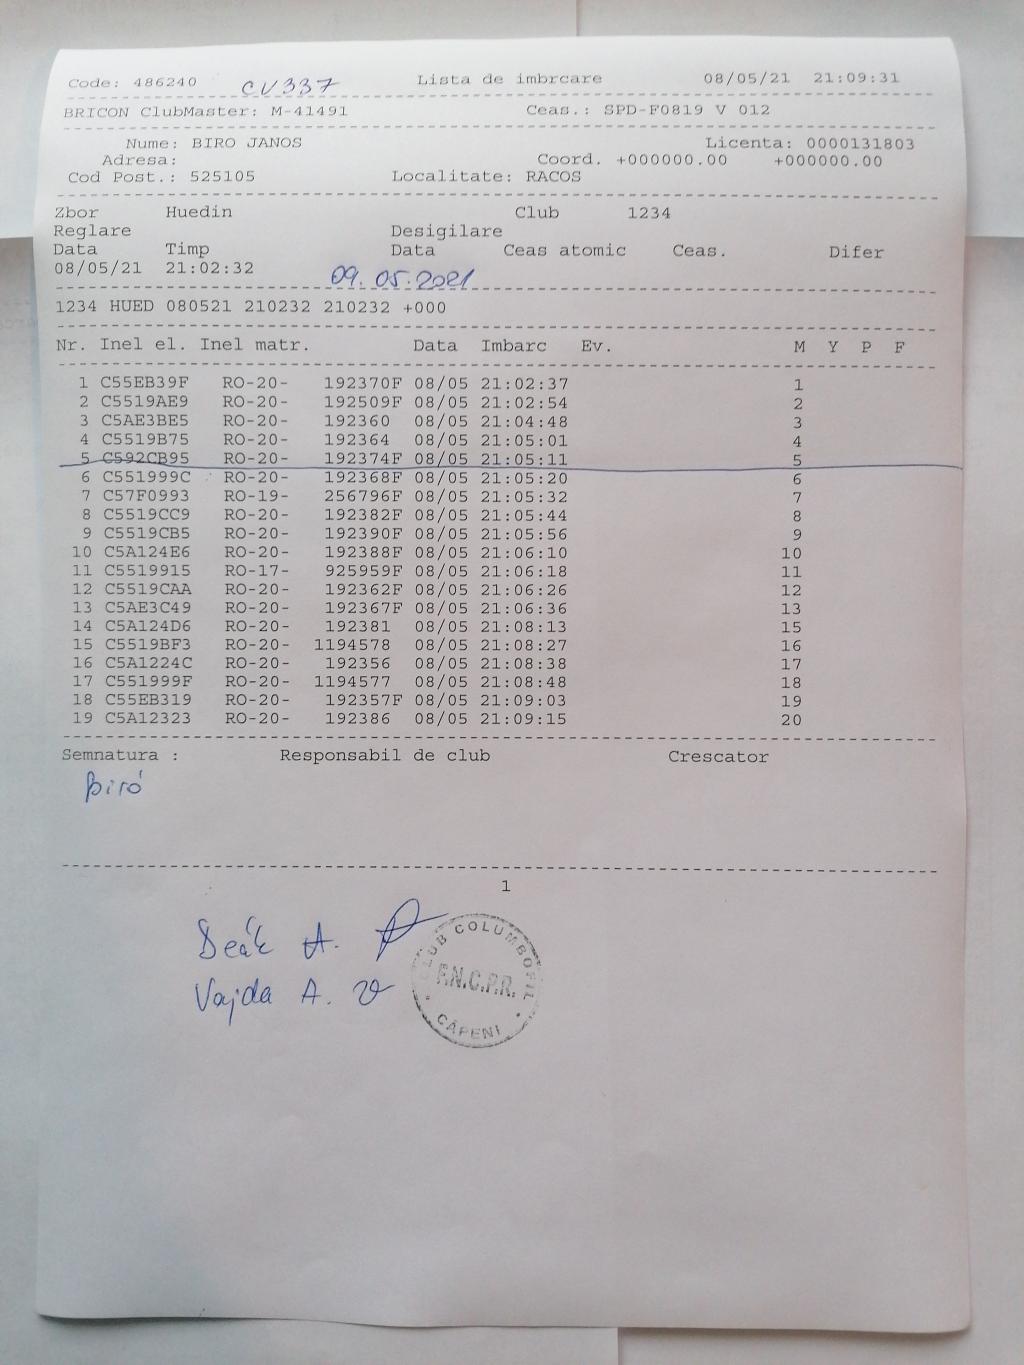 Code: 486240 CV337 Lista de imbrcare 08/05/21 21:09:31
BRICON ClubMaster: M-41491 Ceas.: SPD-F0819 V 012
Nume: BIRO JANOS Licenta: 0000131803
Adresa: Coord. +000000.00 +000000.00
Cod Post.: 525105 Localitate: RACOS
Zbor Huedin Club 1234
Reglare Desigilare
Data Timp Data Ceas atomic Ceas. Difer
08/05/21 21:02:32 09.05.2021
1234 HUED 080521 210232 210232 +000
Nr. Inel el. Inel matr. Data Imbarc Ev. M Y P F
1 C55EB39F RO-20- 192370F 08/05 21:02:37 1
2 C5519AE9 RO-20- 192509F 08/05 21:02:54 2
3 C5AE3BE5 RO-20- 192360 08/05 21:04:48 3
4 C5519B75 RO-20- 192364 08/05 21:05:01 4
5 C592CB95 RO-20- 192374F 08/05 21:05:11 5
6 C551999C RO-20- 192368F 08/05 21:05:20 6
7 C57F0993 RO-19- 256796F 08/05 21:05:32 7
8 C5519CC9 RO-20- 192382F 08/05 21:05:44 8
9 C5519CB5 RO-20- 192390F 08/05 21:05:56 9
10 C5A124E6 RO-20- 192388F 08/05 21:06:10 10
11 C5519915 RO-17- 925959F 08/05 21:06:18 11
12 C5519CAA RO-20- 192362F 08/05 21:06:26 12
13 C5AE3C49 RO-20- 192367F 08/05 21:06:36 13
14 C5A124D6 RO-20- 192381 08/05 21:08:13 15
15 C5519BF3 RO-20- 1194578 08/05 21:08:27 16
16 C5A1224C RO-20- 192356 08/05 21:08:38 17
17 C551999F RO-20- 1194577 08/05 21:08:48 18
18 C55EB319 RO-20- 192357F 08/05 21:09:03 19
19 C5A12323 RO-20- 192386 08/05 21:09:15 20
Semnatura : Responsabil de club Crescator
Biró
1
Deák A.
Vajda A.
CLUB COLUMBOFIL
F.N.C.P.R.
CĂPENI